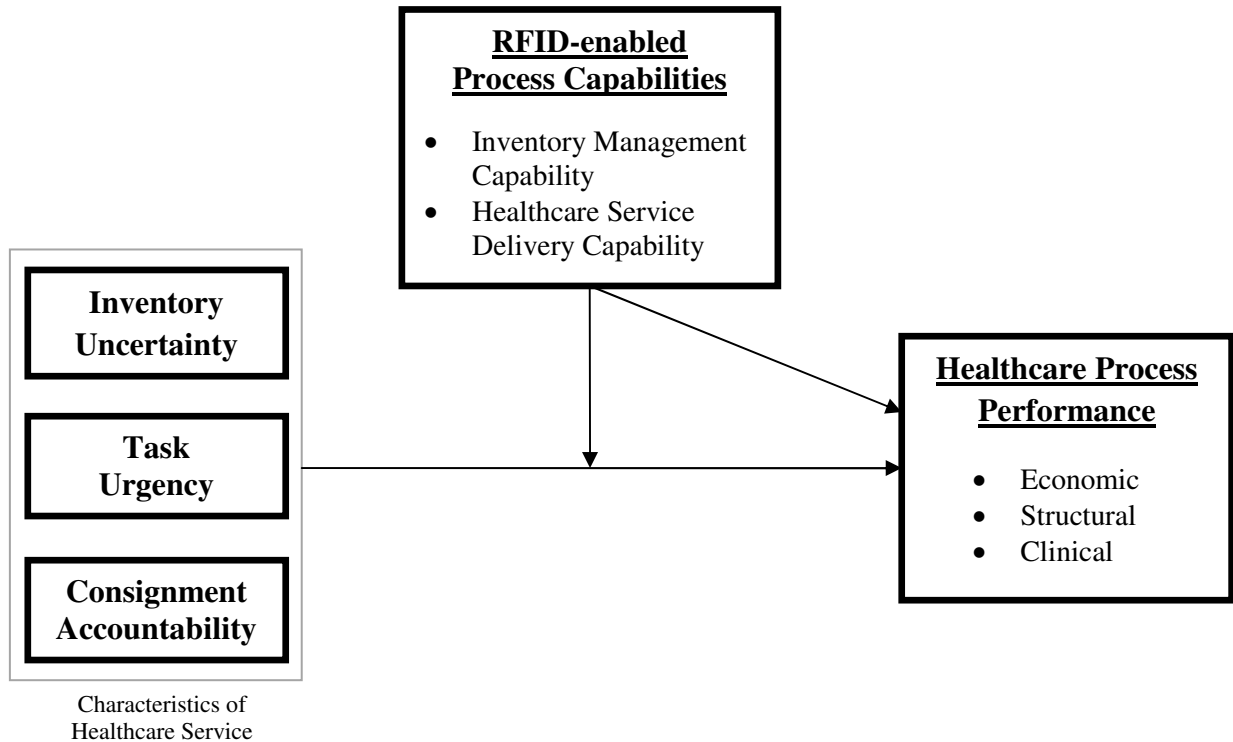 RFID-enabled
Process Capabilities
• Inventory Management
Capability
• Healthcare Service
Delivery Capability
Inventory
Uncertainty
Task
Urgency
Consignment
Accountability
Characteristics of
Healthcare Service
Healthcare Process
Performance
• Economic
• Structural
• Clinical